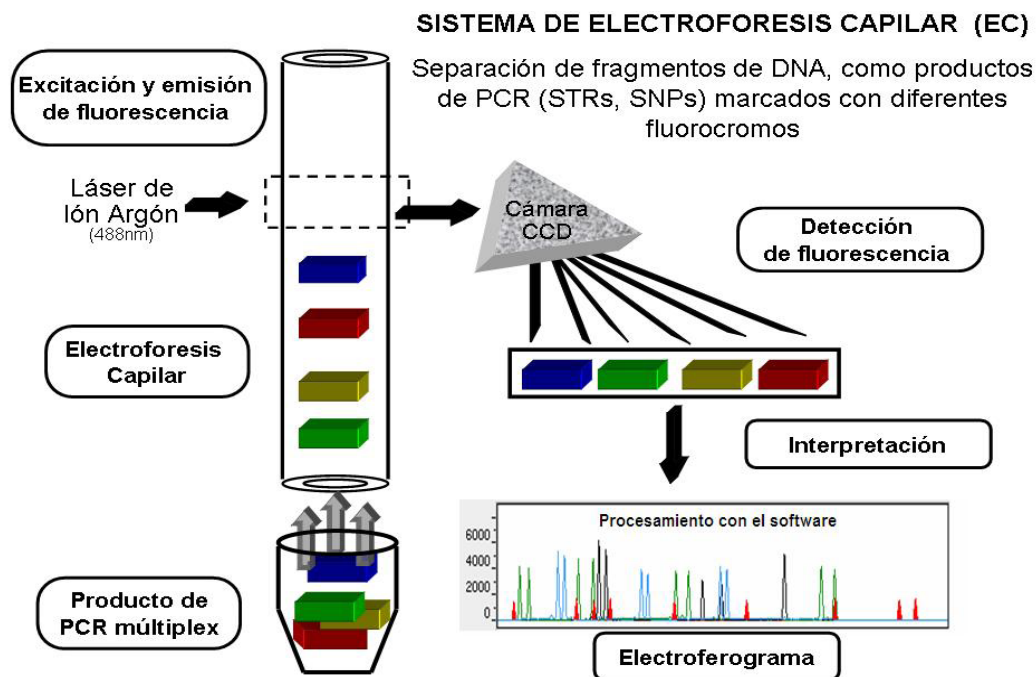 SISTEMA DE ELECTROFORESIS CAPILAR (EC)
Separación de fragmentos de DNA, como productos
de PCR (STRs, SNPs) marcados con diferentes
fluorocromos
Excitación y emisión
de fluorescencia
Láser de
Ión Argón
(488nm)
Cámara
CCD
Detección
de fluorescencia
Electroforesis
Capilar
Interpretación
Procesamiento con el software
6000
4000
2000
0
Producto de
PCR múltiplex
Electroferograma